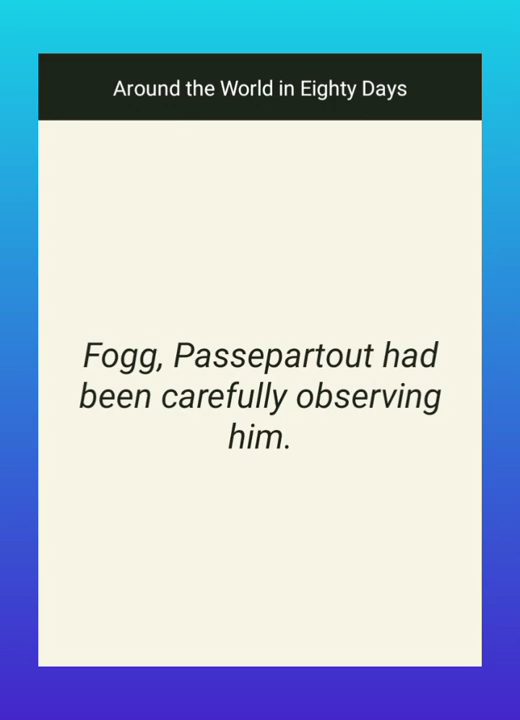 Around the World in Eighty Days
Fogg, Passepartout had
been carefully observing
him.